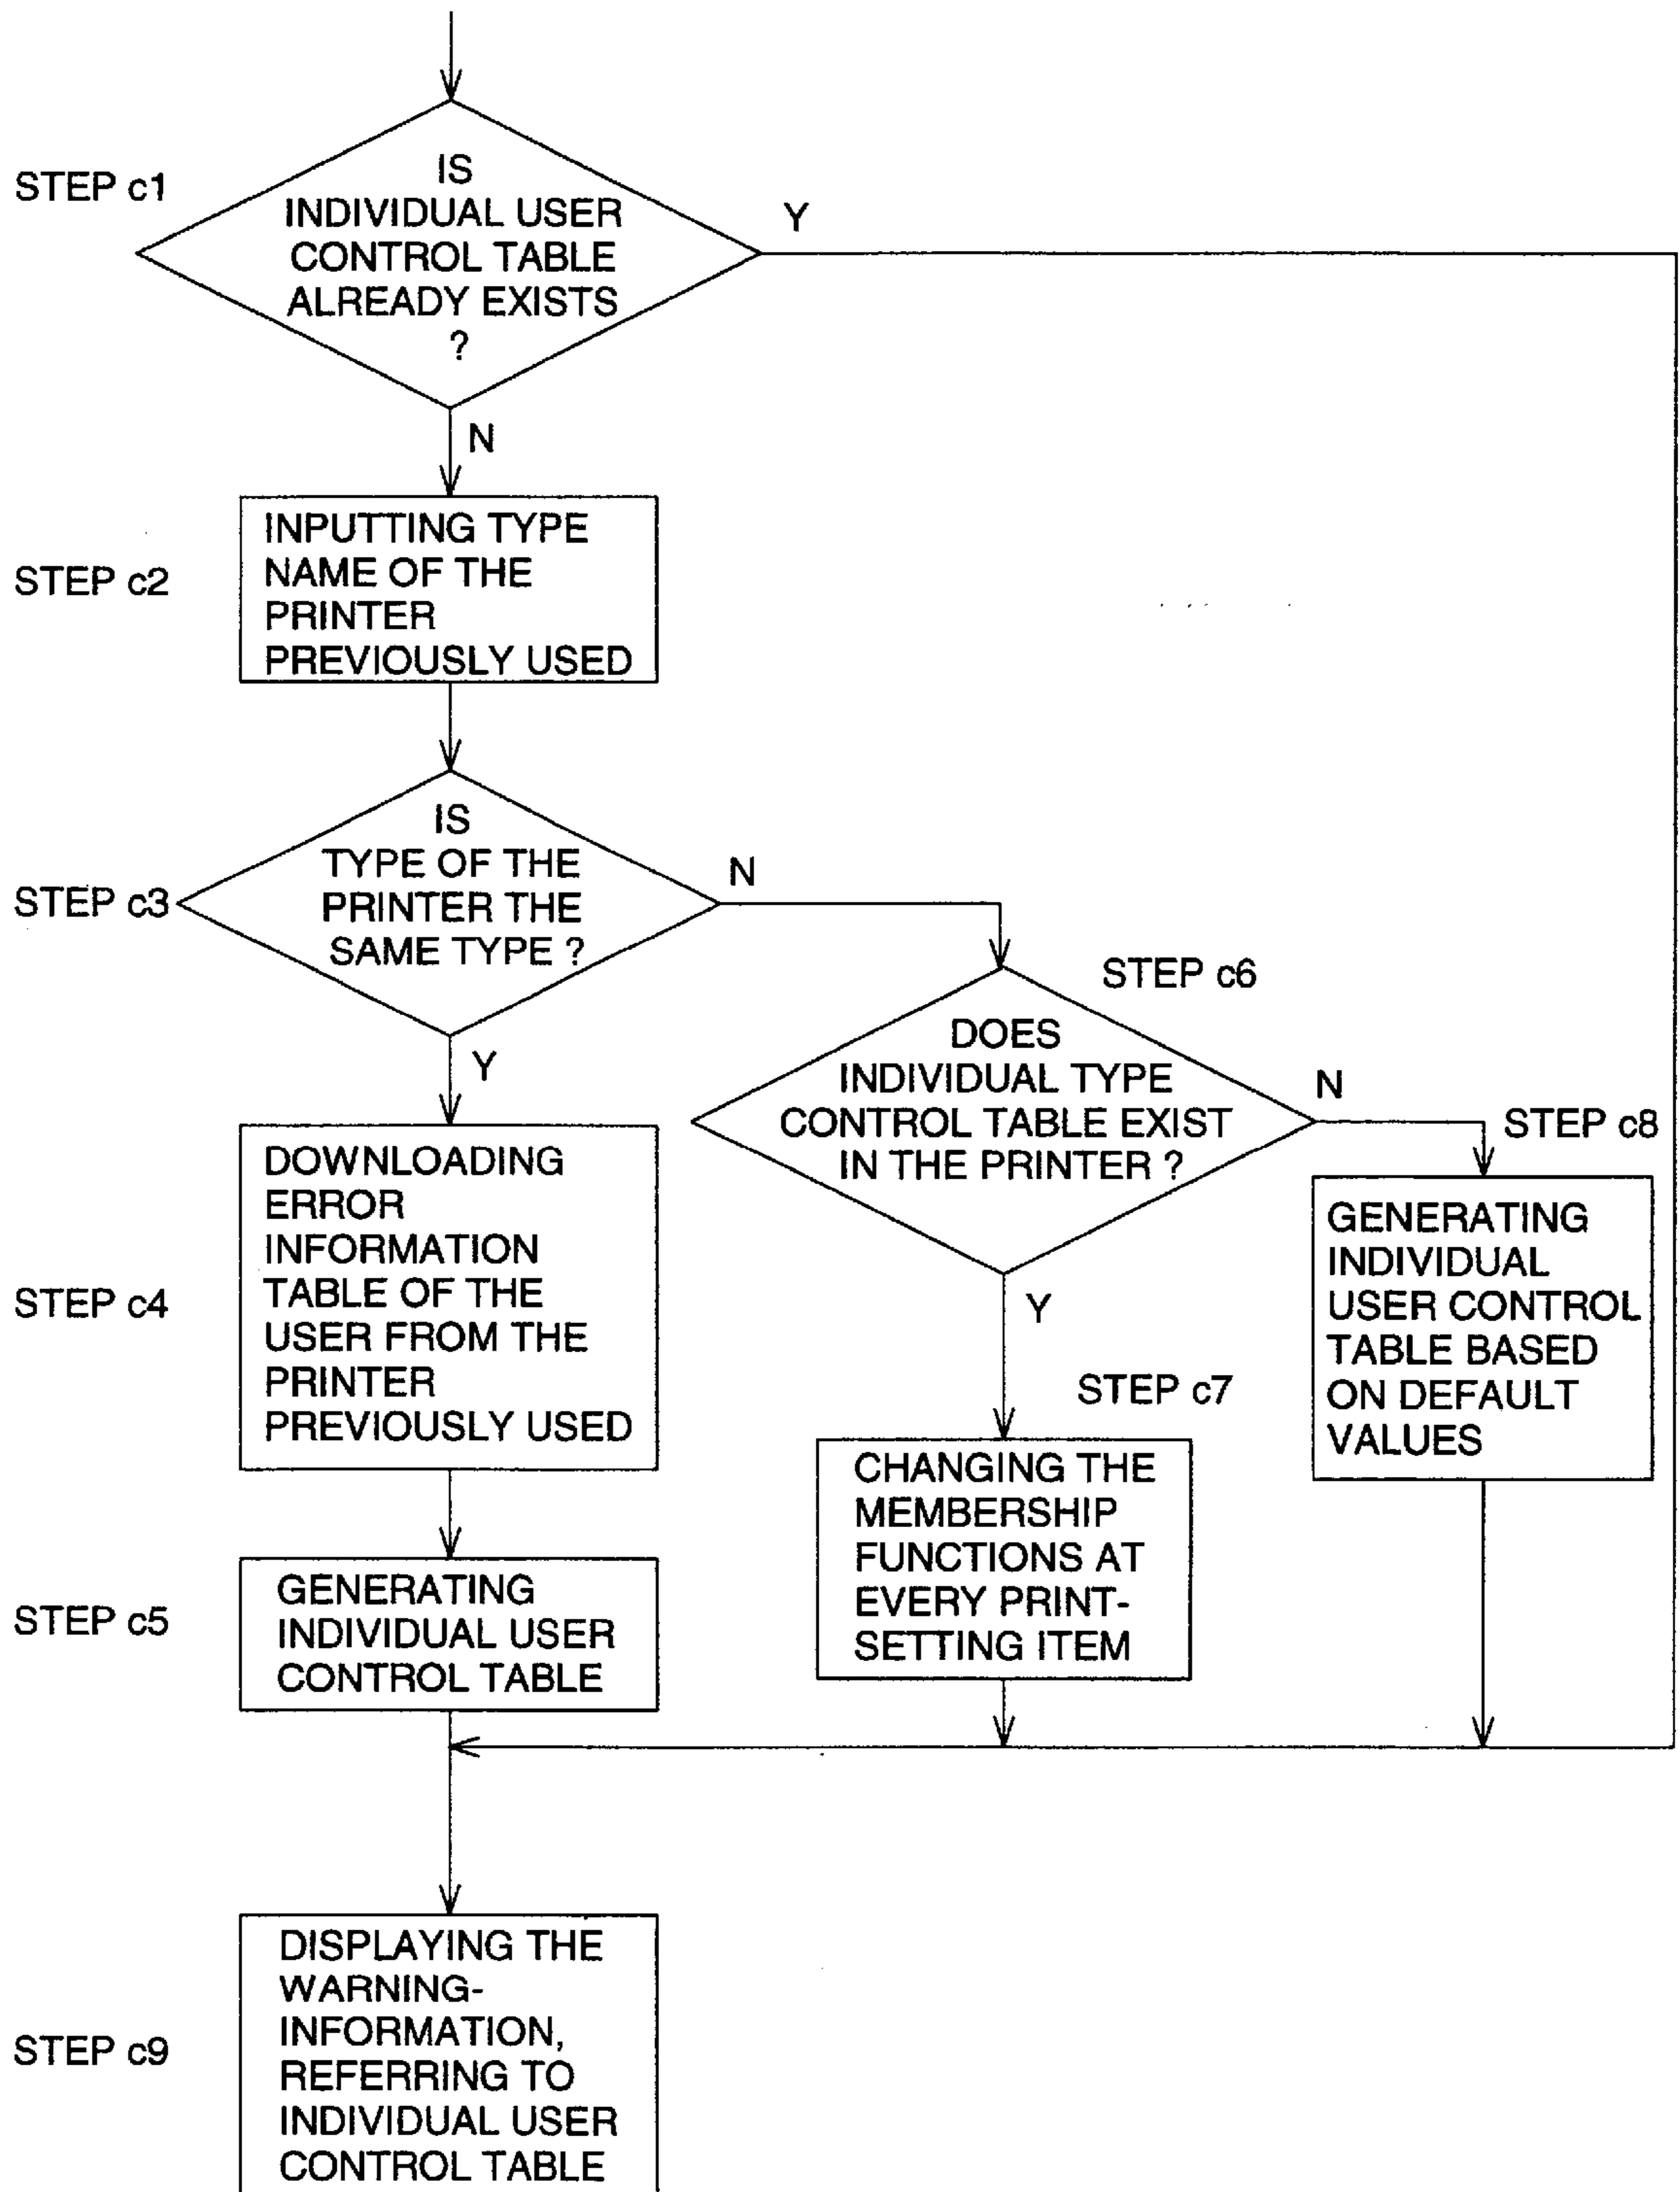 STEP c1
IS
INDIVIDUAL USER
CONTROL TABLE
ALREADY EXISTS
?
Y
N
STEP c2
INPUTTING TYPE
NAME OF THE
PRINTER
PREVIOUSLY USED
STEP c3
IS
TYPE OF THE
PRINTER THE
SAME TYPE ?
N
Y
STEP c6
DOES
INDIVIDUAL TYPE
CONTROL TABLE EXIST
IN THE PRINTER ?
N
Y
STEP c8
GENERATING
INDIVIDUAL
USER CONTROL
TABLE BASED
ON DEFAULT
VALUES
STEP c4
DOWNLOADING
ERROR
INFORMATION
TABLE OF THE
USER FROM THE
PRINTER
PREVIOUSLY USED
STEP c7
CHANGING THE
MEMBERSHIP
FUNCTIONS AT
EVERY PRINT-
SETTING ITEM
STEP c5
GENERATING
INDIVIDUAL USER
CONTROL TABLE
STEP c9
DISPLAYING THE
WARNING-
INFORMATION,
REFERRING TO
INDIVIDUAL USER
CONTROL TABLE